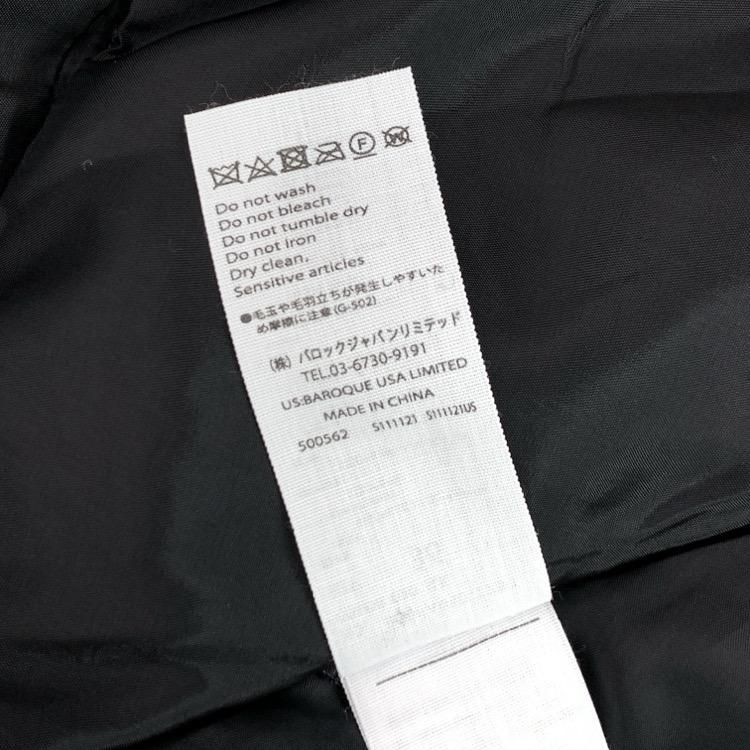 Do not wash
Do not bleach
Do not tumble dry
Do not iron
Dry clean,
Sensitive articles
●毛玉や毛羽立ちが発生しやすいた
め摩擦に注意(G-502)
(株) バロックジャパンリミテッド
TEL.03-6730-9191
US:BAROQUE USA LIMITED
MADE IN CHINA
500562 5111121 5111121US